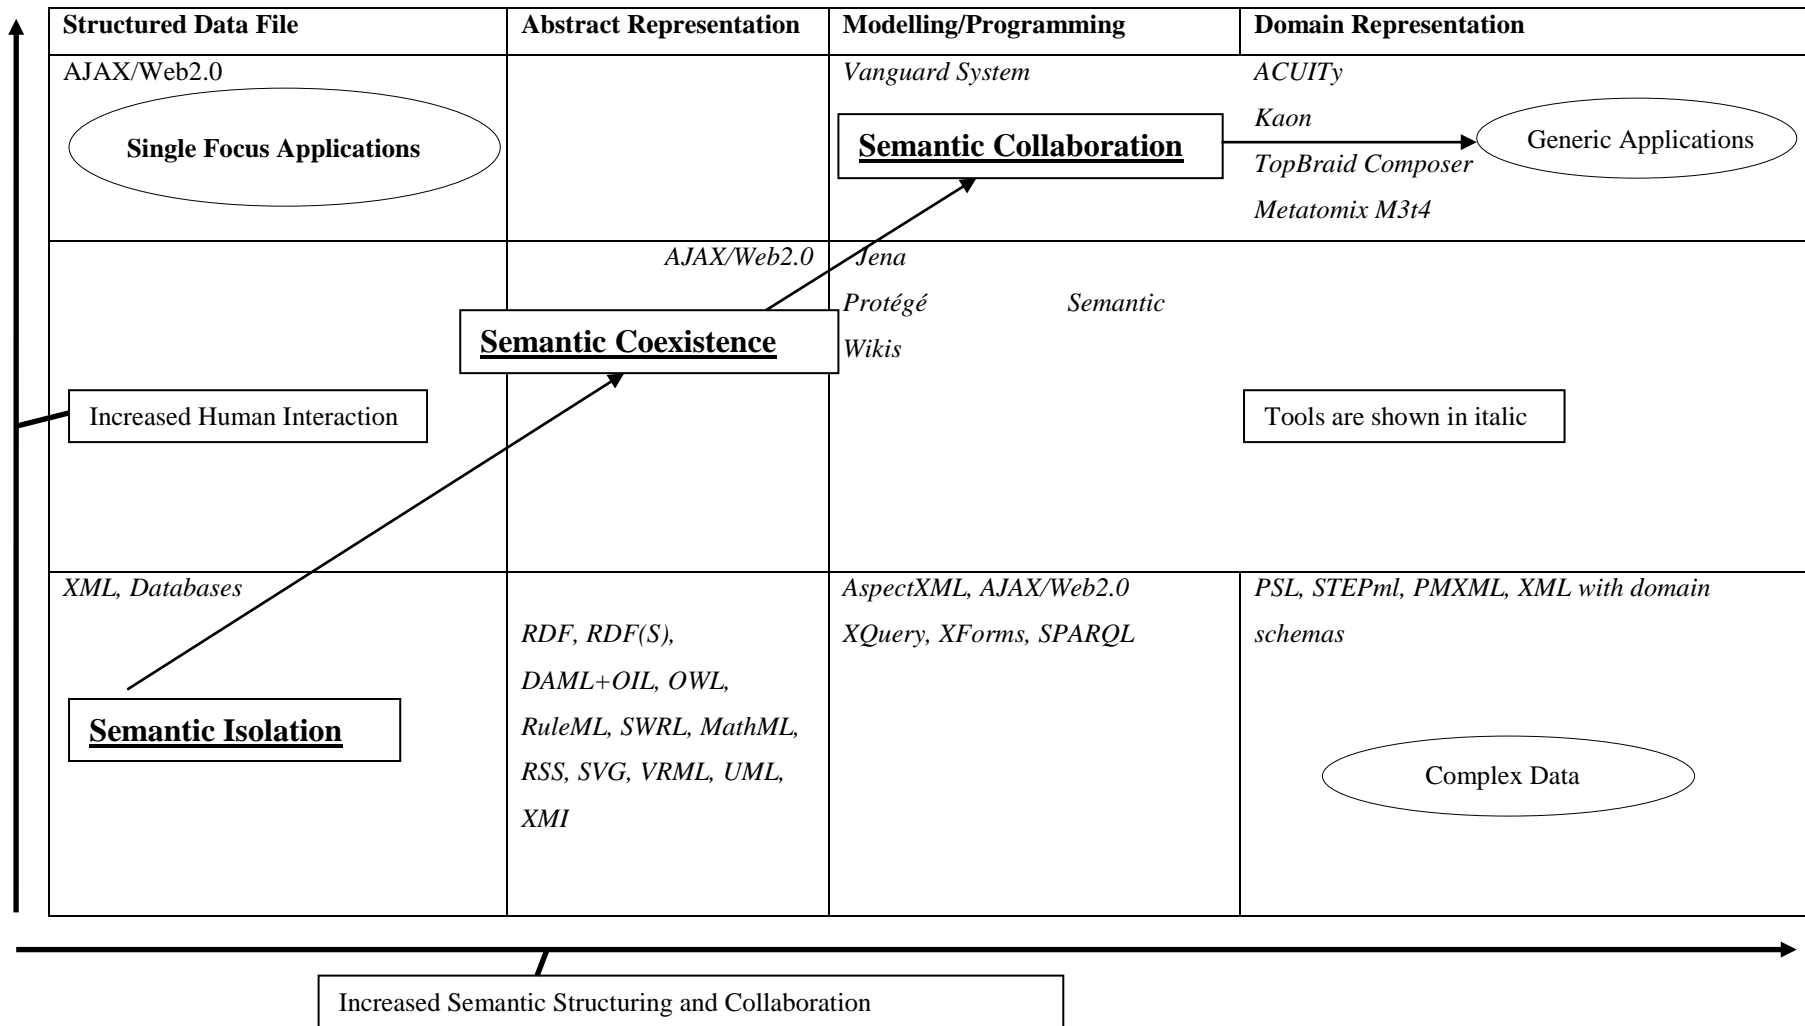 Structured Data File
Abstract Representation
Modelling/Programming
Domain Representation
AJAX/Web2.0
Single Focus Applications
Vanguard System
Semantic Collaboration
ACUITy
Kaon
TopBraid Composer
Metatomix M3t4
Generic Applications
AJAX/Web2.0
Semantic Coexistence
Jena
Protégé Semantic
Wikis
Increased Human Interaction
Tools are shown in italic
XML, Databases
Semantic Isolation
RDF, RDF(S),
DAML+OIL, OWL,
RuleML, SWRL, MathML,
RSS, SVG, VRML, UML,
XMI
AspectXML, AJAX/Web2.0
XQuery, XForms, SPARQL
PSL, STEPml, PMXML, XML with domain
schemas
Complex Data
Increased Semantic Structuring and Collaboration